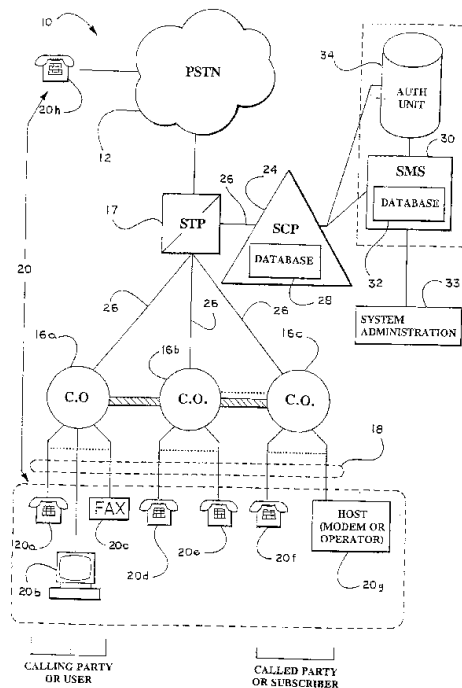 10
PSTN
34
AUTH
UNIT
20h
12
30
26
24
SMS
17
STP
SCP
DATABASE
DATABASE
20
28
32
33
26
26
26
SYSTEM
ADMINISTRATION
16a
16b
16c
C.O
C.O.
C.O.
18
FAX
HOST
(MODEM OR
OPERATOR)
20a
20c
20d
20e
20f
20b
20g
CALLING PARTY
OR USER
CALLED PARTY
OR SUBSCRIBER